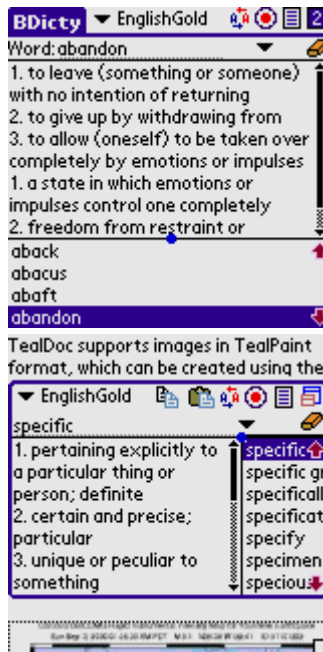 BDicty EnglishGold 2
Word: abandon
1. to leave (something or someone)
with no intention of returning
2. to give up by withdrawing from
3. to allow (oneself) to be taken over
completely by emotions or impulses
1. a state in which emotions or
impulses control one completely
2. freedom from restraint or
aback
abacus
abaft
abandon
TealDoc supports images in TealPaint
format, which can be created using the
EnglishGold
specific
1. pertaining explicitly to
a particular thing or
person; definite
2. certain and precise;
particular
3. unique or peculiar to
something
specific
specific gr
specificall
specificat
specify
specimen
speciou